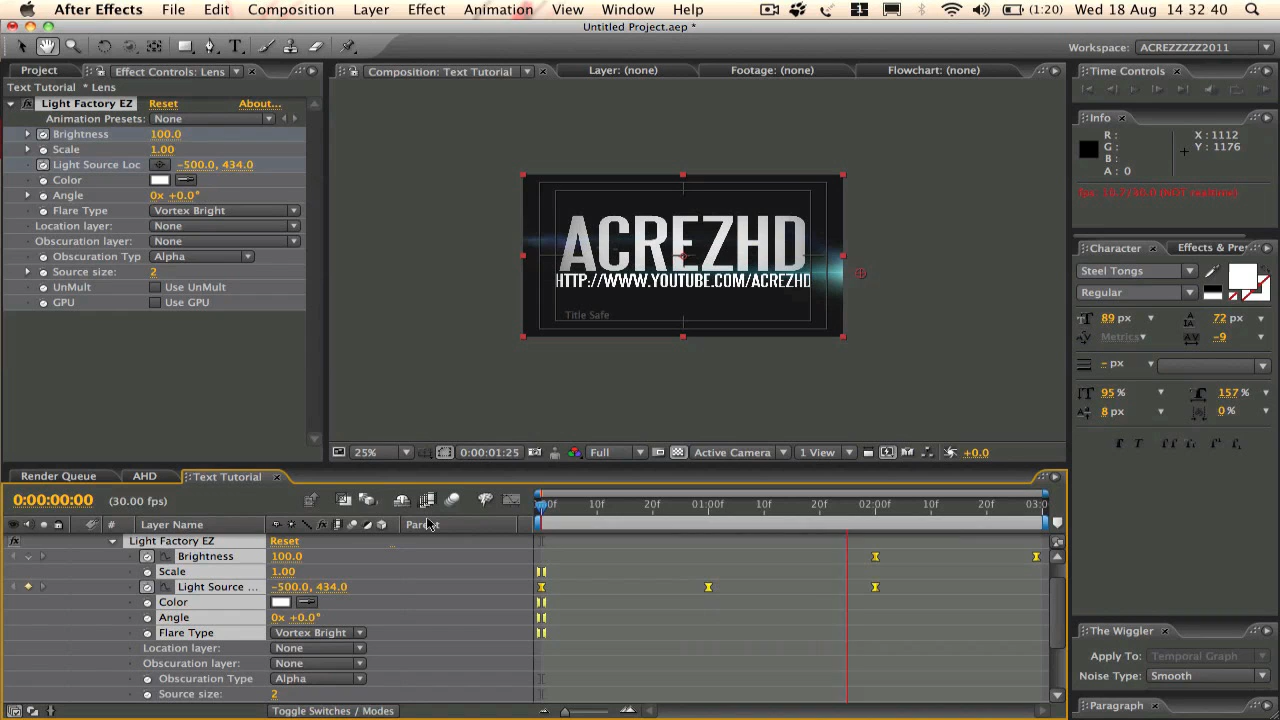 After Effects File Edit Composition Layer Effect Animation View Window Help 1 (1:20) Wed 18 Aug 14 32 40
Untitled Project.aep *
Workspace: ACREZZZZZ2011
Project Effect Controls: Lens
Composition: Text Tutorial Layer: (none) Footage: (none) Flowchart: (none)
Time Controls
Text Tutorial * Lens
Light Factory EZ Reset About...
Animation Presets: None
Brightness 100.0
Scale 1.00
Light Source Loc -500.0, 434.0
Color
Angle 0x +0.0°
Flare Type Vortex Bright
Location layer: None
Obscuration layer: None
Obscuration Typ Alpha
Source size: 2
UnMult Use UnMult
GPU Use GPU
ACREZHD
HTTP://WWW.YOUTUBE.COM/ACREZHD
Title Safe
Info
R: X: 1112
G: Y: 1176
B:
A: 0
Character Effects & Pre
Steel Tongs
Regular
89 px 72 px
Metrics -9
- px
95 % 157 %
8 px 0 %
T T TT Tr
25% 0:00:01:25 Full Active Camera 1 View +0.0
Render Queue AHD Text Tutorial
0:00:00:00 (30.00 fps)
00f 10f 20f 01:00f 10f 20f 02:00f 10f 20f 03:0
# Layer Name Parent
Light Factory EZ Reset
Brightness 100.0
Scale 1.00
Light Source ... -500.0, 434.0
Color
Angle 0x +0.0°
Flare Type Vortex Bright
Location layer: None
Obscuration layer: None
Obscuration Type Alpha
Source size: 2
Toggle Switches / Modes
The Wiggler
Apply To: Temporal Graph
Noise Type: Smooth
Paragraph